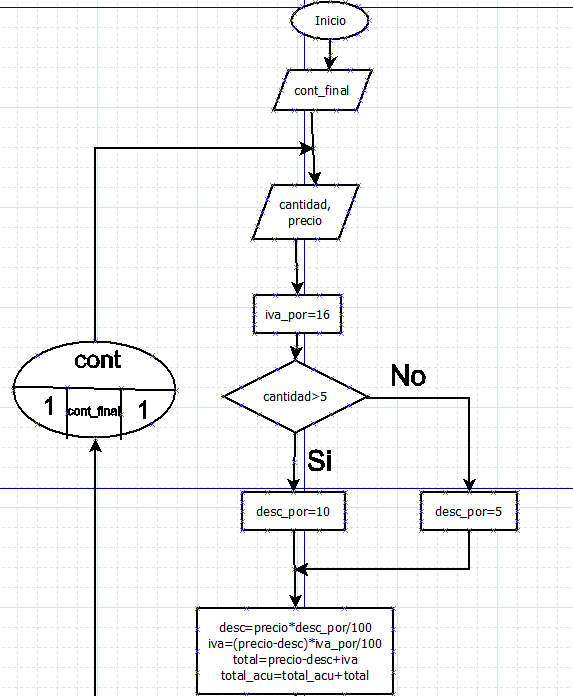 Inicio
cont_final
cantidad,
precio
iva_por=16
cont
1 cont_final 1
cantidad>5
No
Si
desc_por=10
desc_por=5
desc=precio*desc_por/100
iva=(precio-desc)*iva_por/100
total=precio-desc+iva
total_acu=total_acu+total